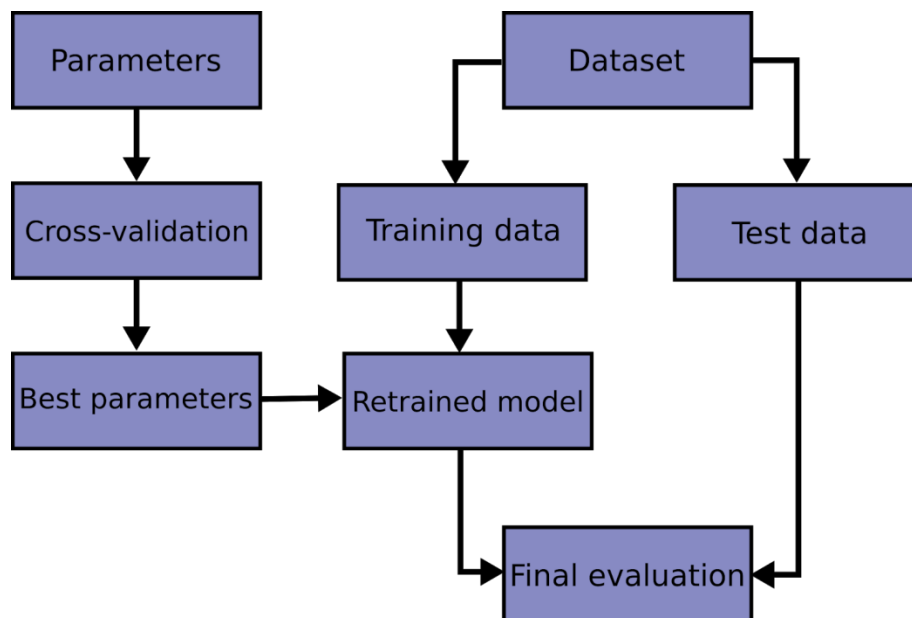 Parameters
Dataset
Cross-validation
Training data
Test data
Best parameters
Retrained model
Final evaluation